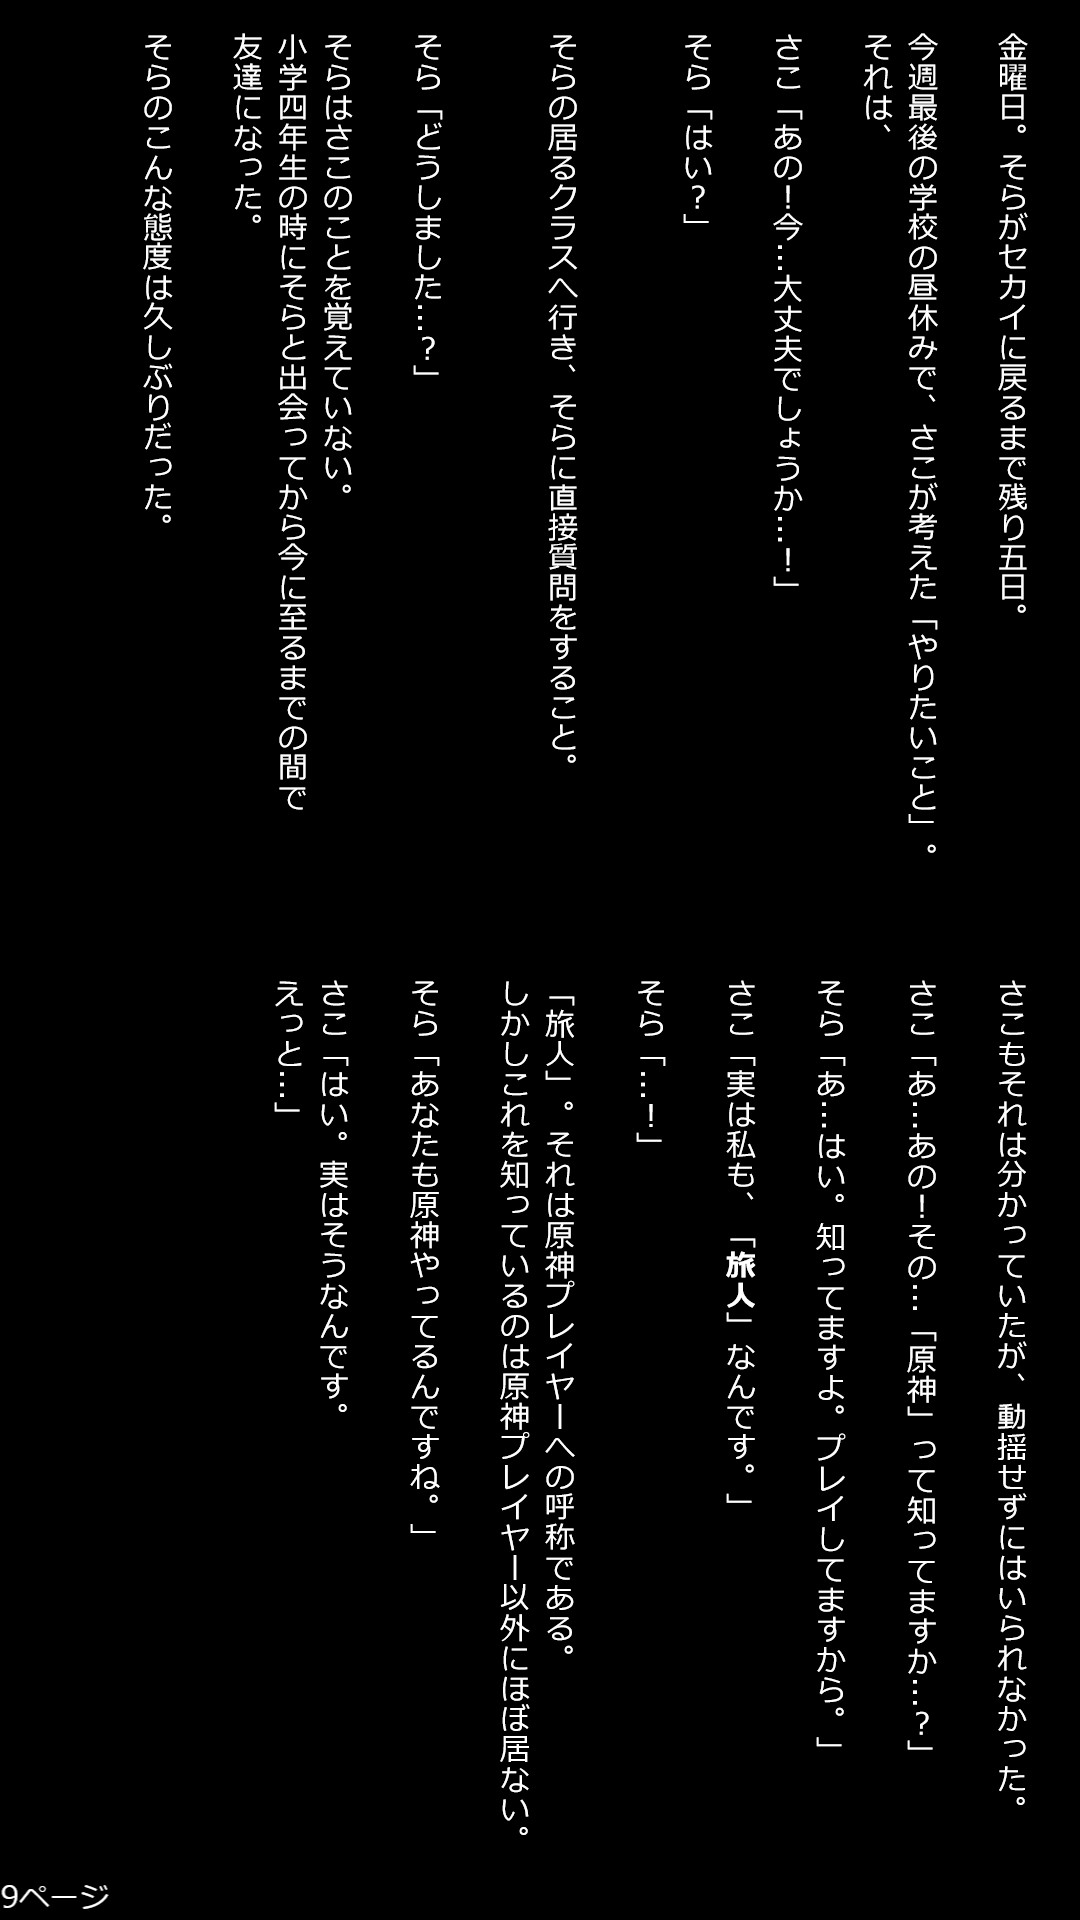 金曜日。そらがセカイに戻るまで残り五日。
今週最後の学校の昼休みで、さこが考えた「やりたいこと」。
それは、
さこ「あの！今…大丈夫でしょうか…！」
そら「はい？」
そらの居るクラスへ行き、そらに直接質問をすること。
そら「どうしました…？」
そらはさこのことを覚えていない。
小学四年生の時にそらと出会ってから今に至るまでの間で
友達になった。
そらのこんな態度は久しぶりだった。
さこもそれは分かっていたが、動揺せずにはいられなかった。
さこ「あ…あの！その…「原神」って知ってますか…？」
そら「あ…はい。知ってますよ。プレイしてますから。」
さこ「実は私も、「旅人」なんです。」
そら「…！」
「旅人」。それは原神プレイヤーへの呼称である。
しかしこれを知っているのは原神プレイヤー以外にほぼ居ない。
そら「あなたも原神やってるんですね。」
さこ「はい。実はそうなんです。
えっと…」
9ページ